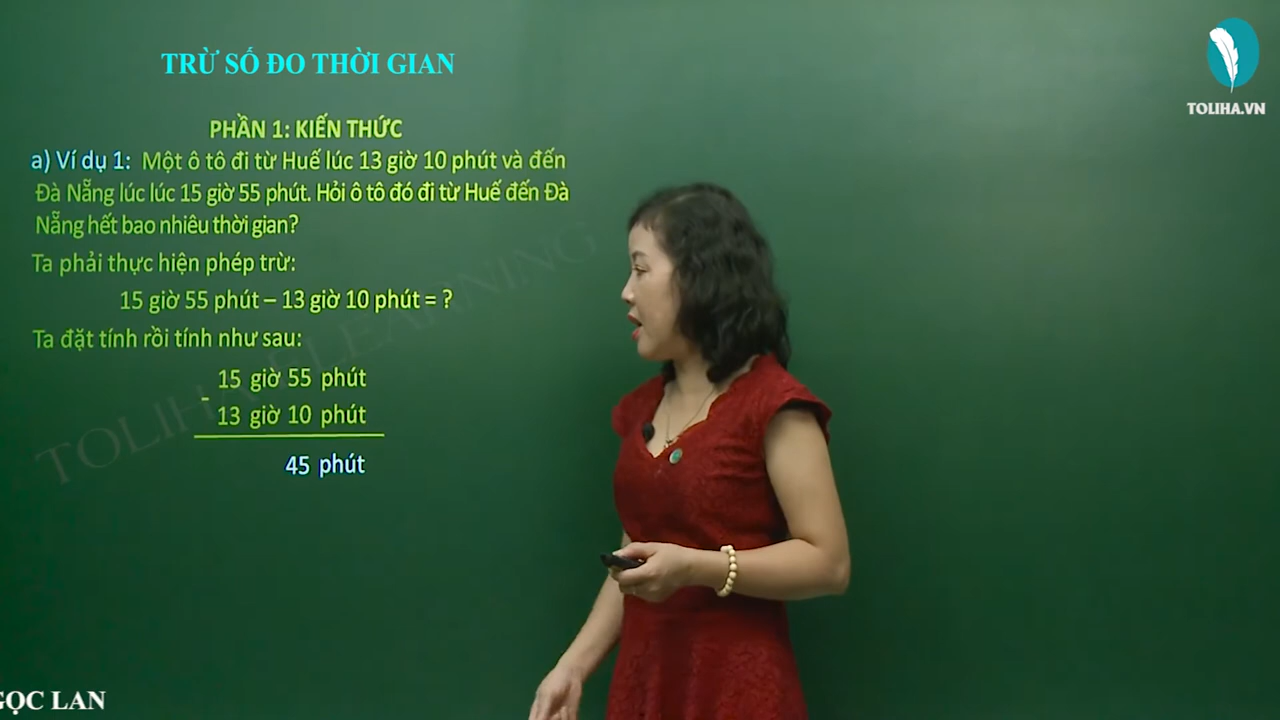 TRỪ SỐ ĐO THỜI GIAN
TOLIHA.VN
PHẦN 1: KIẾN THỨC
a) Ví dụ 1: Một ô tô đi từ Huế lúc 13 giờ 10 phút và đến
Đà Nẵng lúc lúc 15 giờ 55 phút. Hỏi ô tô đó đi từ Huế đến Đà
Nẵng hết bao nhiêu thời gian?
Ta phải thực hiện phép trừ:
15 giờ 55 phút – 13 giờ 10 phút = ?
Ta đặt tính rồi tính như sau:
15 giờ 55 phút
-
13 giờ 10 phút
45 phút
TOLIHA ELEARNING
GỌC LAN